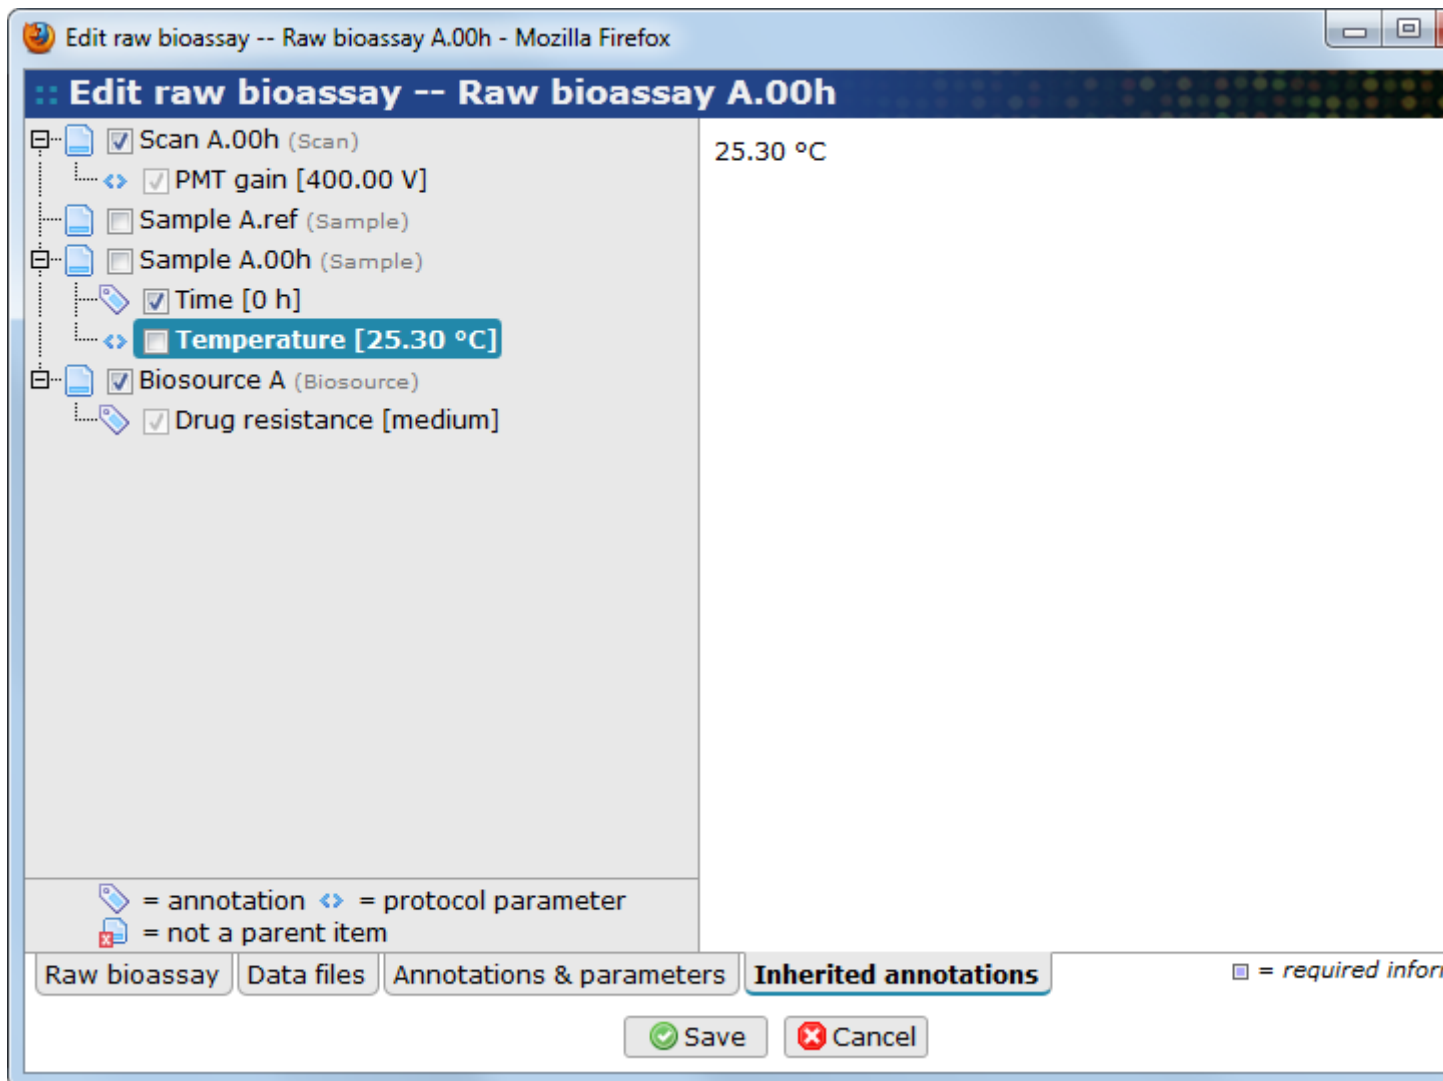 Edit raw bioassay -- Raw bioassay A.00h - Mozilla Firefox
:: Edit raw bioassay -- Raw bioassay A.00h
Scan A.00h (Scan)
PMT gain [400.00 V]
Sample A.ref (Sample)
Sample A.00h (Sample)
Time [0 h]
Temperature [25.30 °C]
Biosource A (Biosource)
Drug resistance [medium]
25.30 °C
= annotation <> = protocol parameter
= not a parent item
Raw bioassay Data files Annotations & parameters Inherited annotations
= required infor
Save Cancel